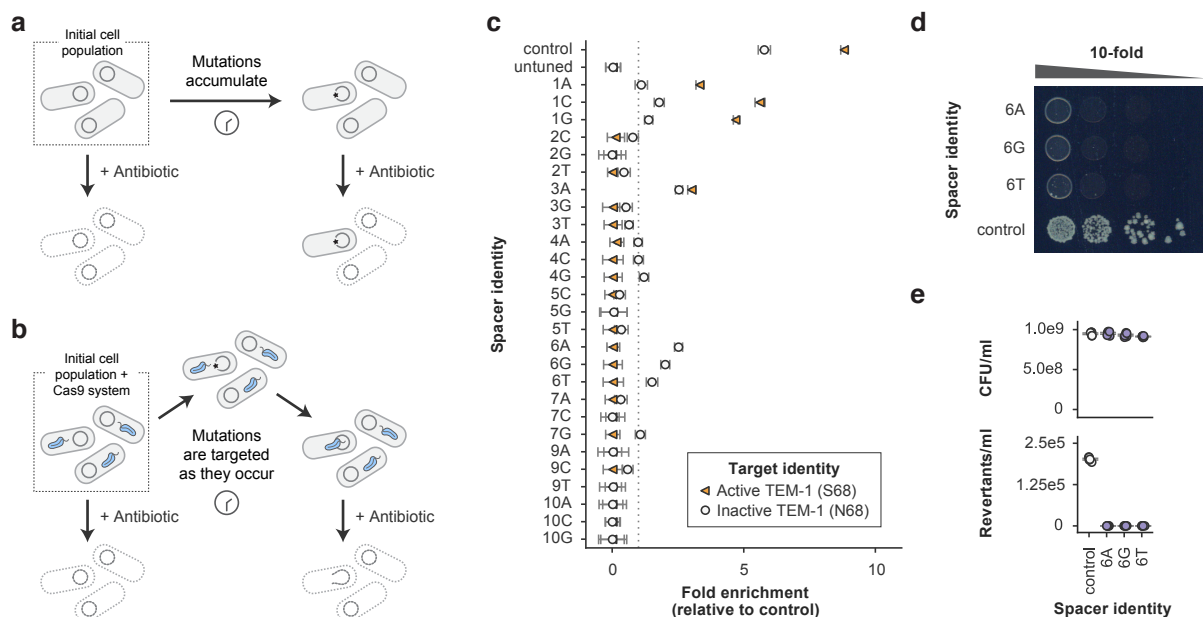 a
Initial cell
population
Mutations
accumulate
+ Antibiotic
+ Antibiotic
b
Initial cell
population +
Cas9 system
Mutations
are targeted
as they occur
+ Antibiotic
+ Antibiotic
c
Spacer identity
control
untuned
1A
1C
1G
2C
2G
2T
3A
3G
3T
4A
4C
4G
5C
5G
5T
6A
6G
6T
7A
7C
7G
9A
9C
9T
10A
10C
10G
Target identity
Active TEM-1 (S68)
Inactive TEM-1 (N68)
0
5
10
Fold enrichment
(relative to control)
d
10-fold
Spacer identity
6A
6G
6T
control
e
CFU/ml
1.0e9
5.0e8
0
Revertants/ml
2.5e5
1.25e5
0
control
6A
6G
6T
Spacer identity